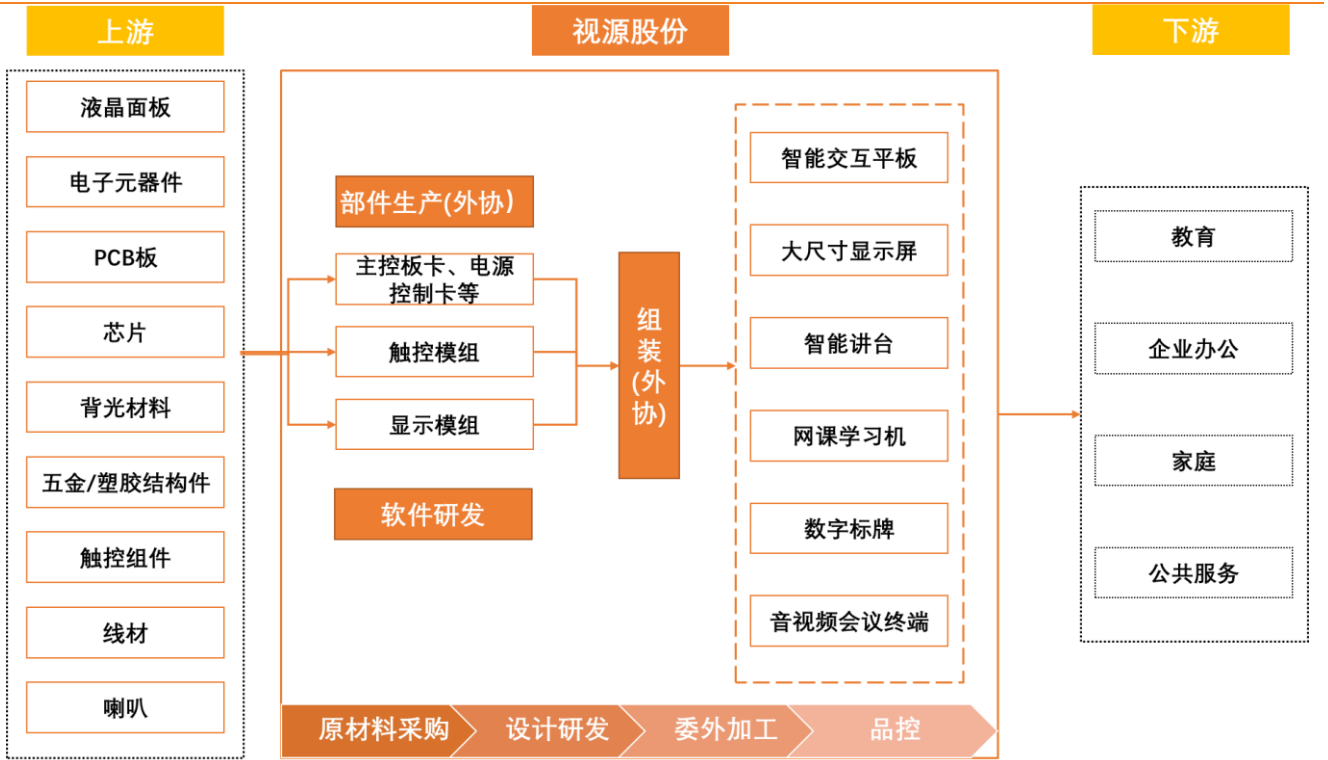 上游
视源股份
下游
液晶面板
电子元器件
PCB板
芯片
背光材料
五金/塑胶结构件
触控组件
线材
喇叭
部件生产(外协)
主控板卡、电源
控制卡等
触控模组
显示模组
软件研发
组
装
(外
协)
智能交互平板
大尺寸显示屏
智能讲台
网课学习机
数字标牌
音视频会议终端
原材料采购
设计研发
委外加工
品控
教育
企业办公
家庭
公共服务